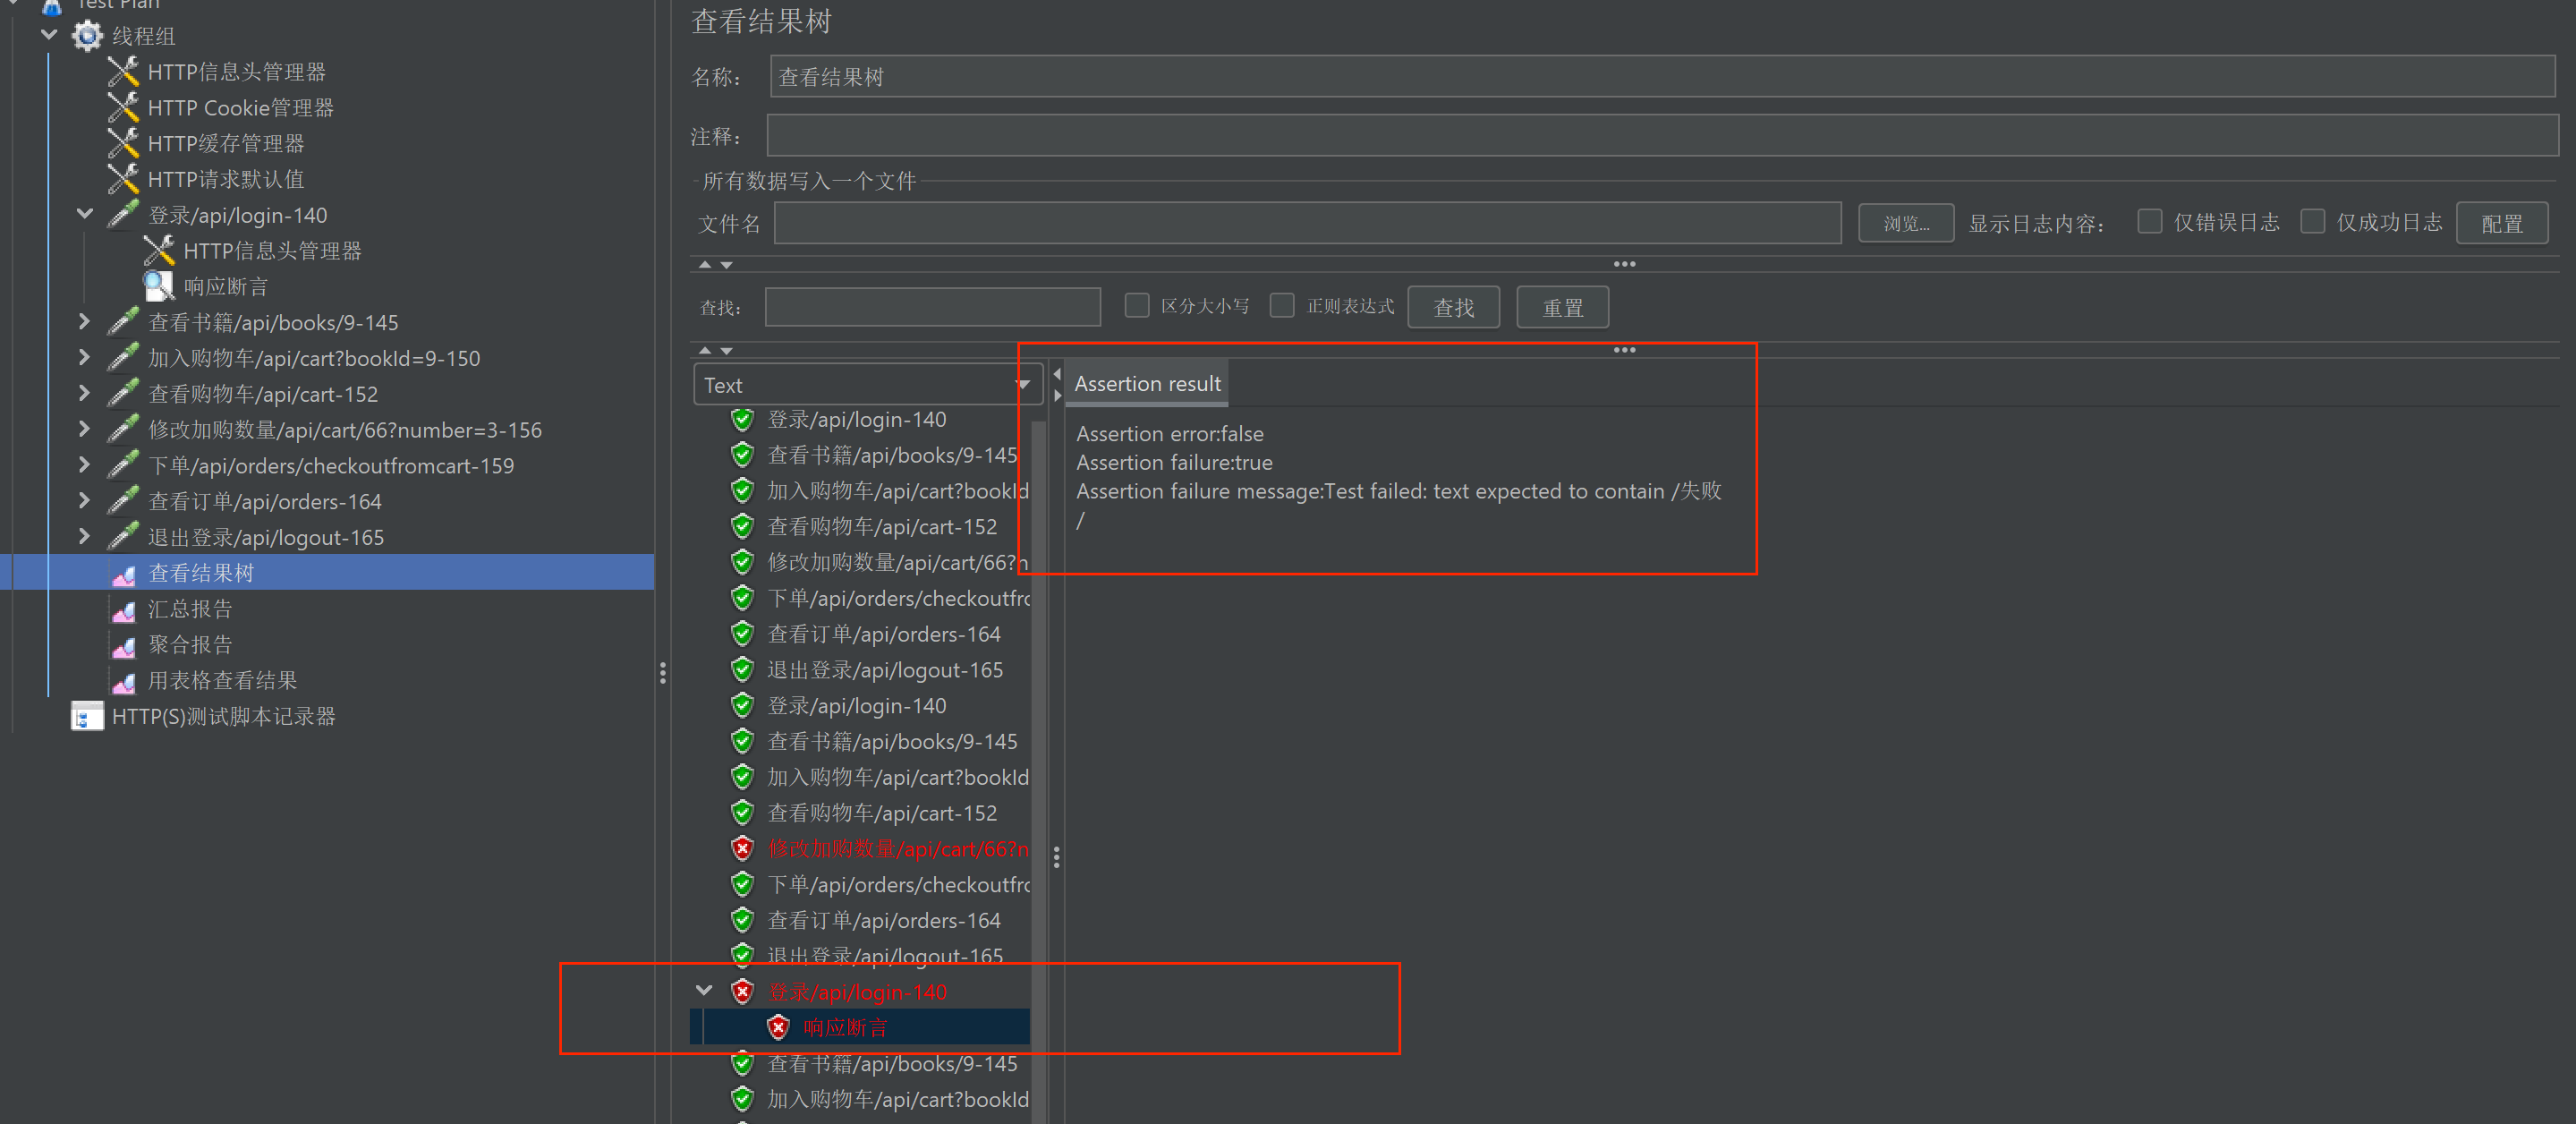 Test Plan
线程组
HTTP信息头管理器
HTTP Cookie管理器
HTTP缓存管理器
HTTP请求默认值
登录/api/login-140
HTTP信息头管理器
响应断言
查看书籍/api/books/9-145
加入购物车/api/cart?bookId=9-150
查看购物车/api/cart-152
修改加购数量/api/cart/66?number=3-156
下单/api/orders/checkoutfromcart-159
查看订单/api/orders-164
退出登录/api/logout-165
查看结果树
汇总报告
聚合报告
用表格查看结果
HTTP(S)测试脚本记录器
查看结果树
名称： 查看结果树
注释：
所有数据写入一个文件
文件名 浏览... 显示日志内容： 仅错误日志 仅成功日志 配置
查找： 区分大小写 正则表达式 查找 重置
Text
登录/api/login-140
查看书籍/api/books/9-145
加入购物车/api/cart?bookId
查看购物车/api/cart-152
修改加购数量/api/cart/66?n
下单/api/orders/checkoutfro
查看订单/api/orders-164
退出登录/api/logout-165
登录/api/login-140
查看书籍/api/books/9-145
加入购物车/api/cart?bookId
查看购物车/api/cart-152
修改加购数量/api/cart/66?n
下单/api/orders/checkoutfro
查看订单/api/orders-164
退出登录/api/logout-165
登录/api/login-140
响应断言
查看书籍/api/books/9-145
加入购物车/api/cart?bookId
Assertion result
Assertion error:false
Assertion failure:true
Assertion failure message:Test failed: text expected to contain /失败
/